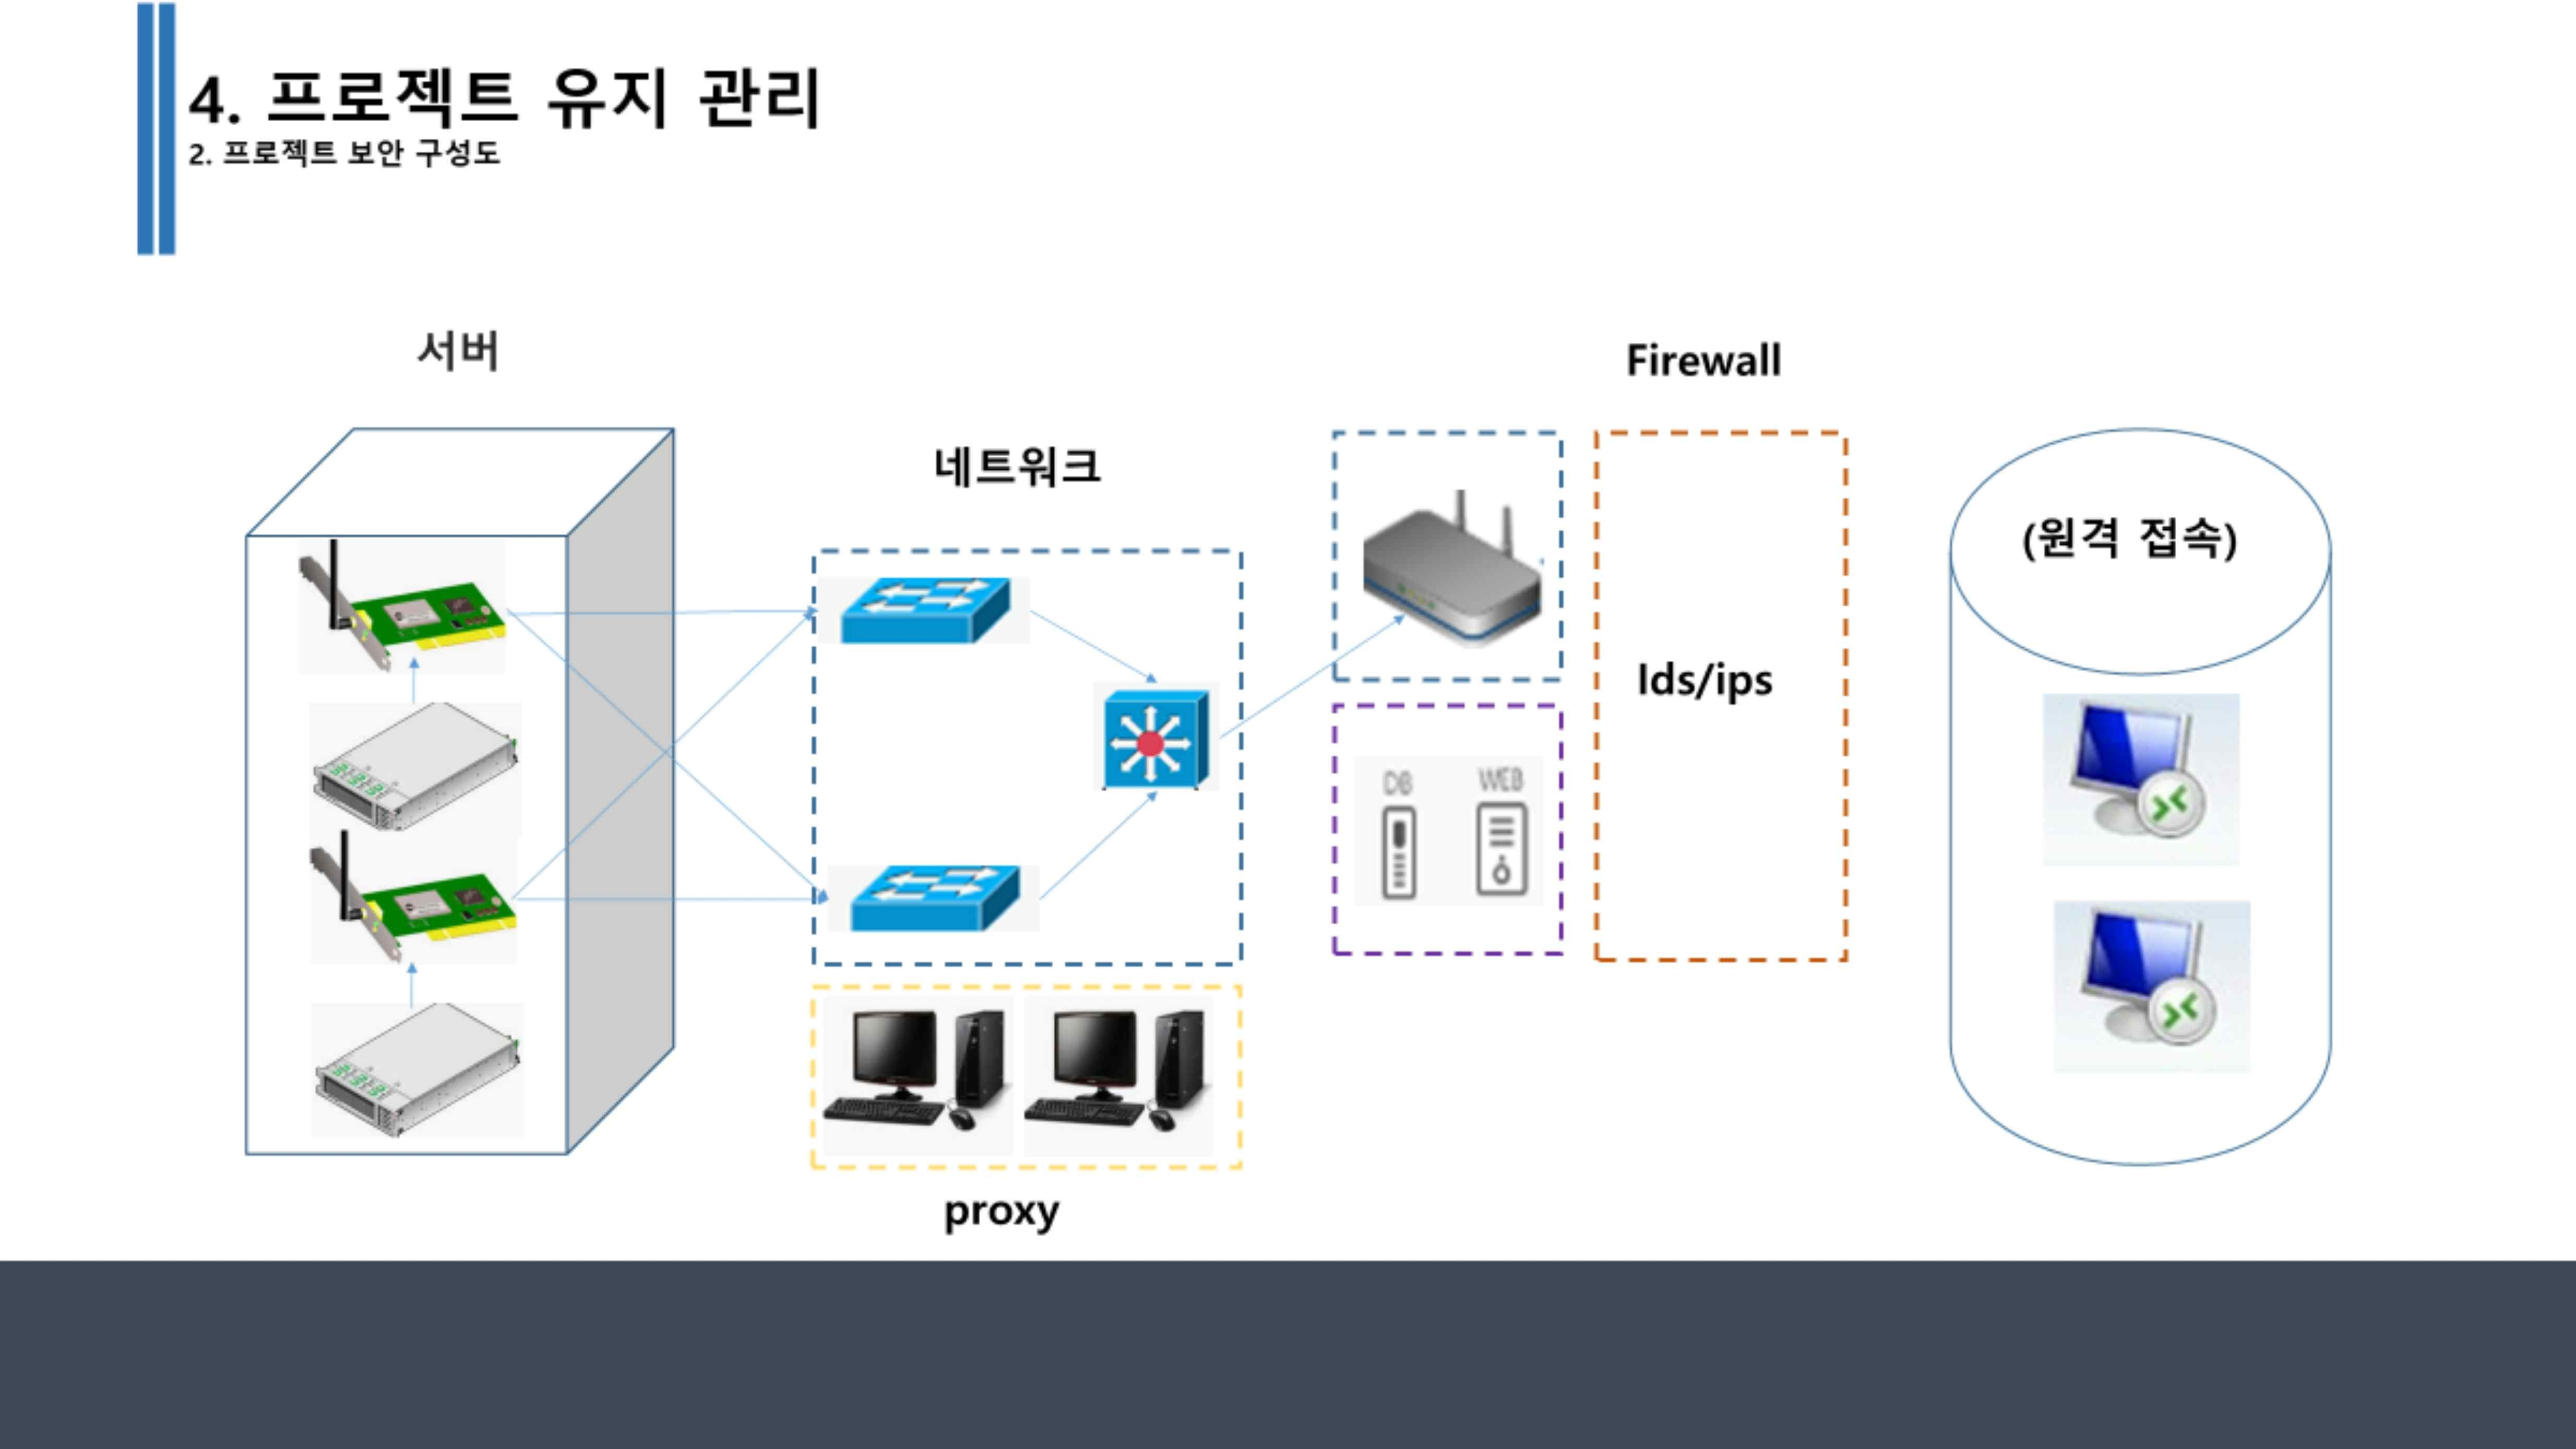 4. 프로젝트 유지 관리
2. 프로젝트 보안 구성도
서버
Firewall
네트워크
(원격 접속)
Ids/ips
DB
WEB
proxy